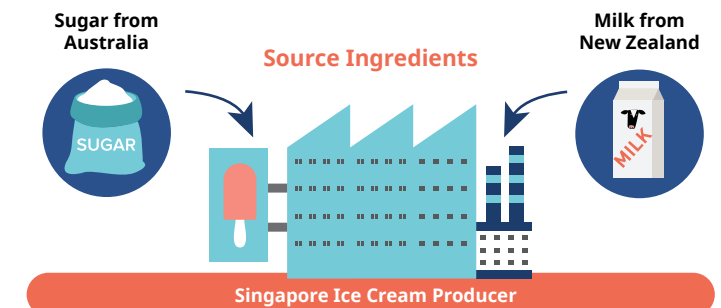 Sugar from
Australia
Milk from
New Zealand
Source Ingredients
SUGAR
MILK
Singapore Ice Cream Producer